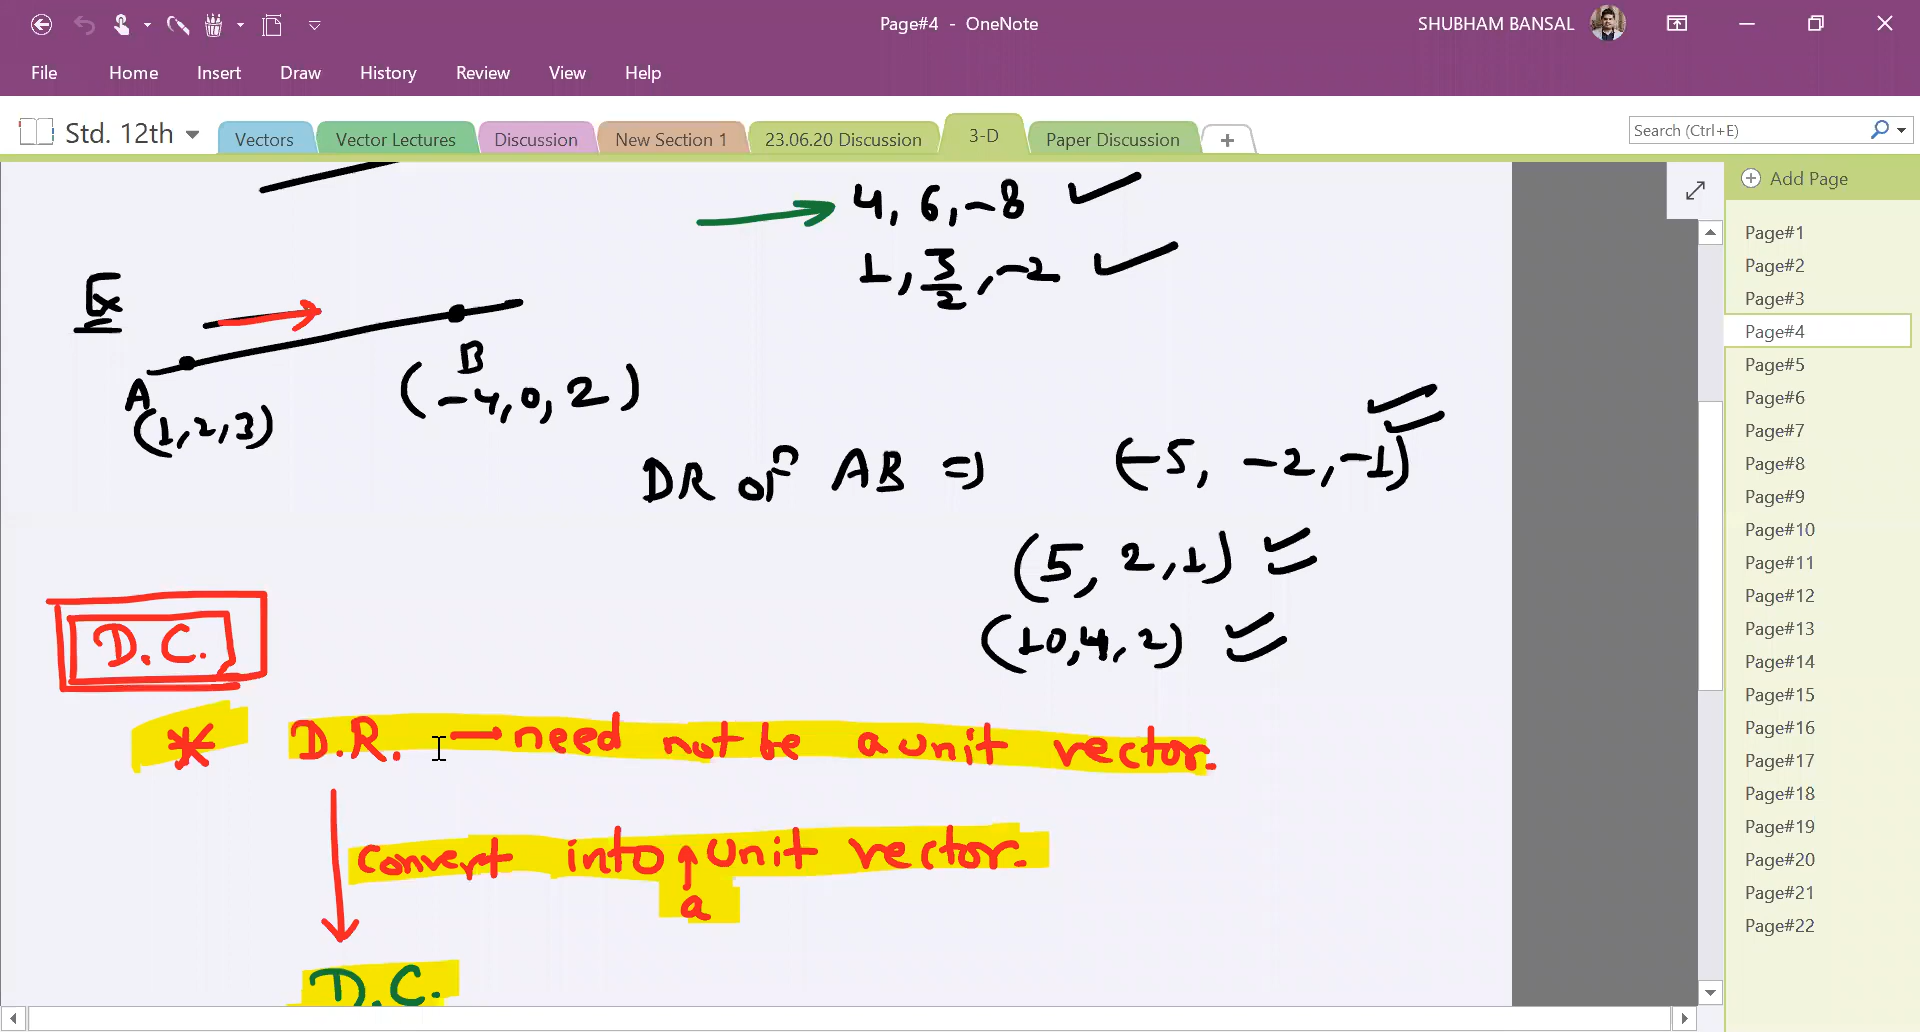 Page#4 - OneNote
SHUBHAM BANSAL
File Home Insert Draw History Review View Help
Std. 12th
Vectors Vector Lectures Discussion New Section 1 23.06.20 Discussion 3-D Paper Discussion +
Search (Ctrl+E)
Add Page
Page#1
Page#2
Page#3
Page#4
Page#5
Page#6
Page#7
Page#8
Page#9
Page#10
Page#11
Page#12
Page#13
Page#14
Page#15
Page#16
Page#17
Page#18
Page#19
Page#20
Page#21
Page#22
4, 6, -8
1, 3/2, -2
Ex
A
(1, 2, 3)
B
(-4, 0, 2)
DR of AB => (-5, -2, -1)
(5, 2, 1)
(10, 4, 2)
D.C.
* D.R. → need not be a unit vector.
convert into ↑ unit vector.
a
D.C.